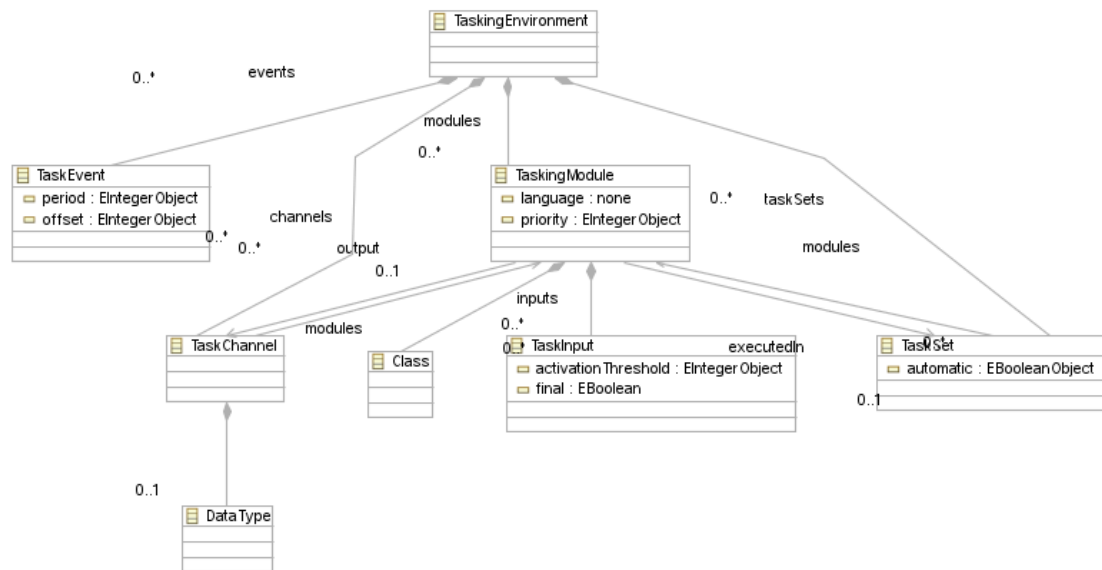 TaskingEnvironment
0..*
events
modules
0..*
TaskEvent
period : EIntegerObject
offset : EIntegerObject
TaskingModule
language : none
priority : EIntegerObject
0..*
taskSets
channels
0..*
0..*
output
0..1
modules
modules
inputs
0..*
0..*
TaskChannel
Class
TaskInput
activationThreshold : EIntegerObject
final : EBoolean
executedIn
0..*
TaskSet
automatic : EBooleanObject
0..1
0..1
DataType